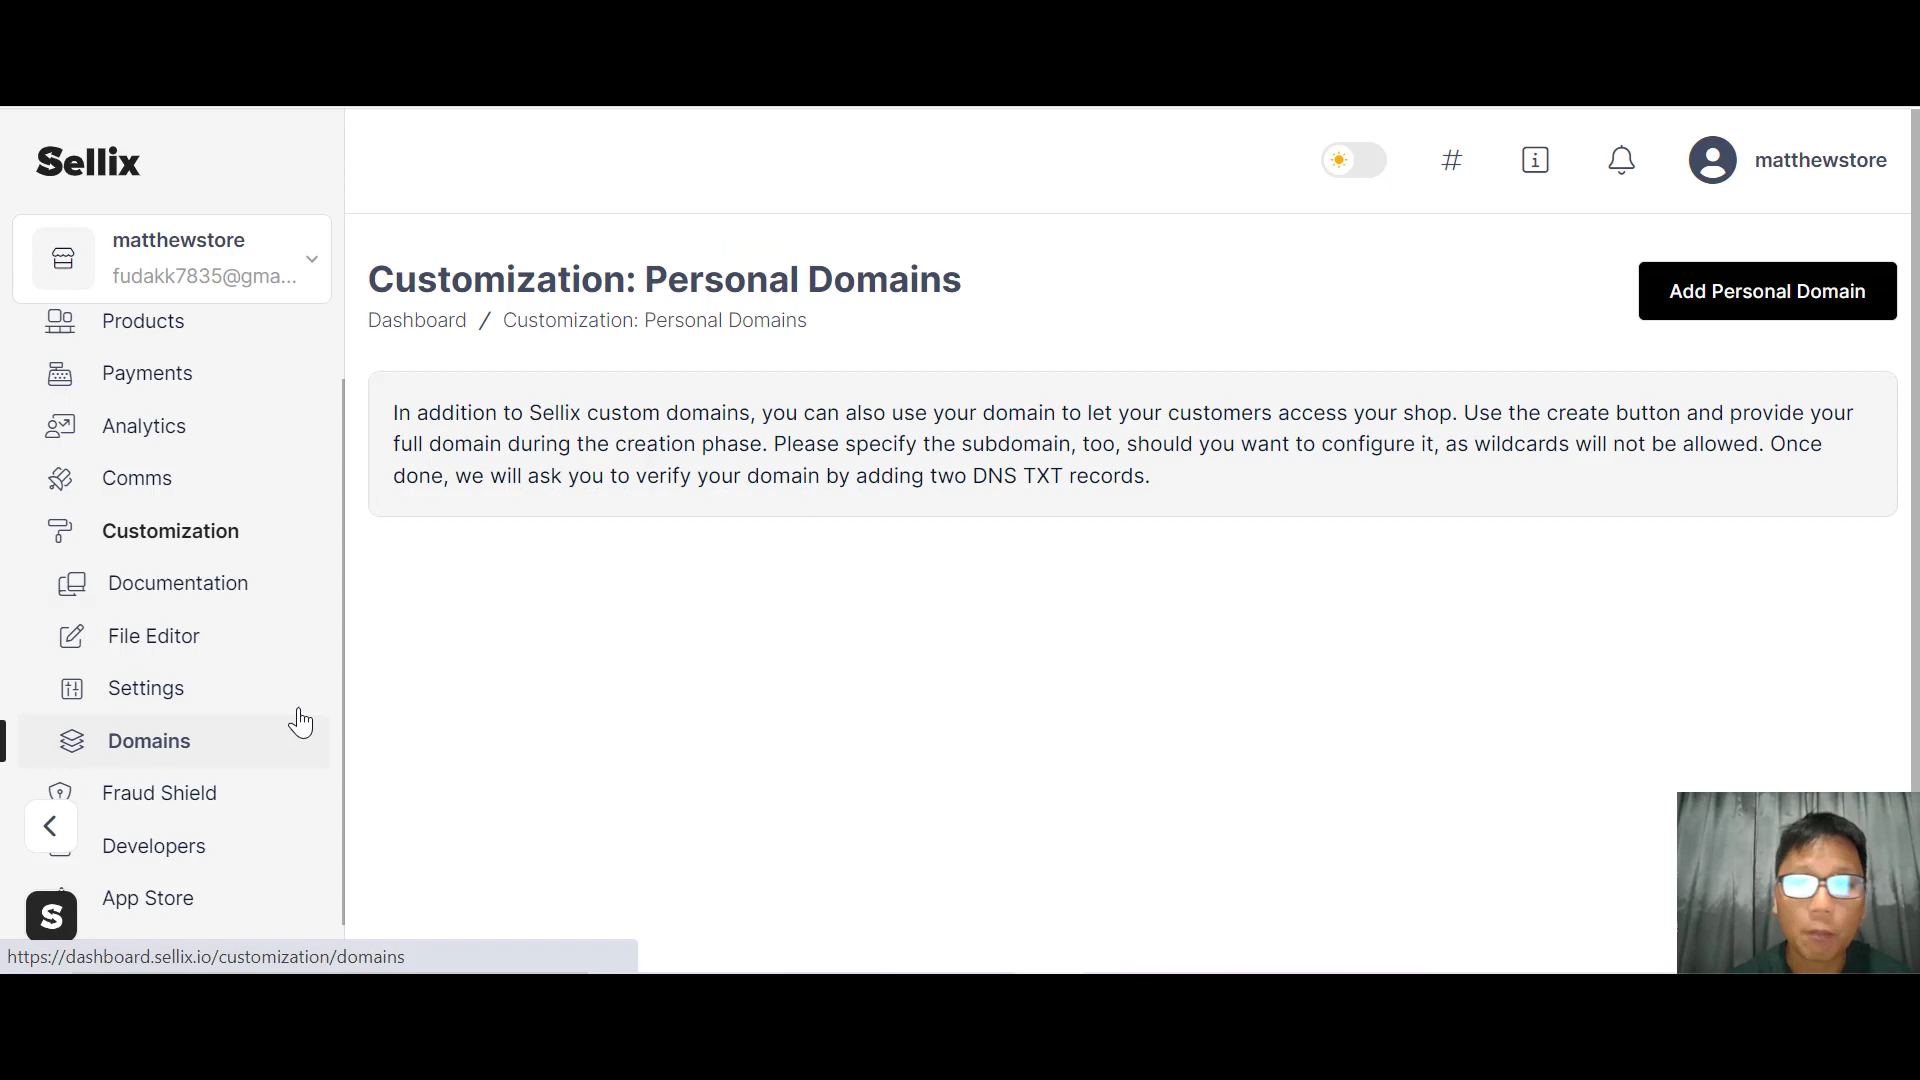 Sellix
matthewstore
fudakk7835@gma...
Products
Payments
Analytics
Comms
Customization
Documentation
File Editor
Settings
Domains
Fraud Shield
Developers
App Store
S
https://dashboard.sellix.io/customization/domains
#
i
matthewstore
Customization: Personal Domains
Dashboard / Customization: Personal Domains
Add Personal Domain
In addition to Sellix custom domains, you can also use your domain to let your customers access your shop. Use the create button and provide your
full domain during the creation phase. Please specify the subdomain, too, should you want to configure it, as wildcards will not be allowed. Once
done, we will ask you to verify your domain by adding two DNS TXT records.